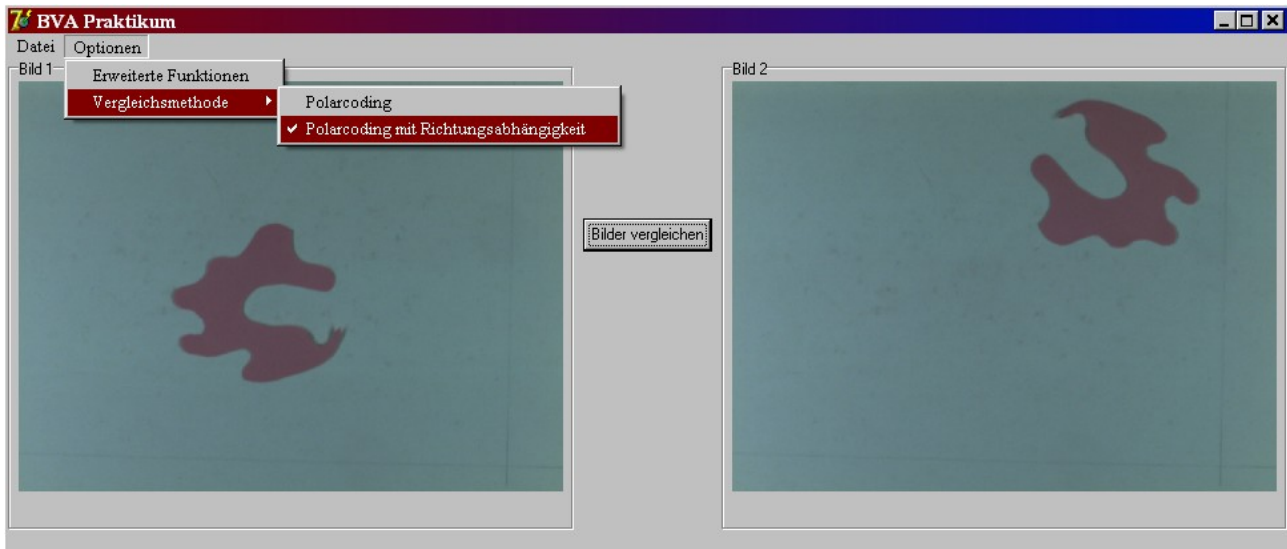 BVA Praktikum
Datei Optionen
Bild 1
Erweiterte Funktionen
Vergleichsmethode
Polarcoding
Polarcoding mit Richtungsabhängigkeit
Bilder vergleichen
Bild 2